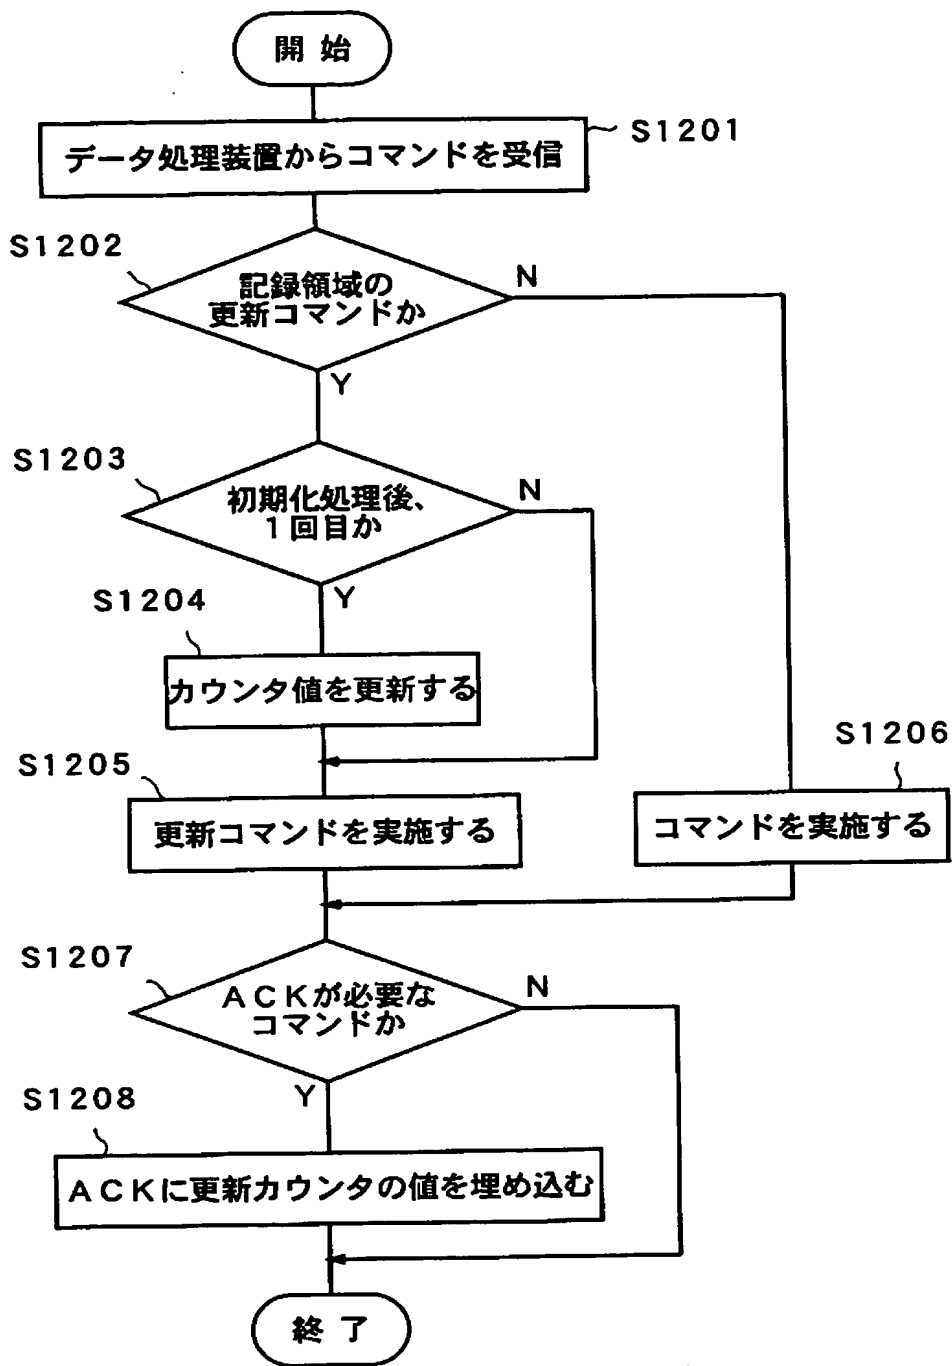 開 始
S1201
データ処理装置からコマンドを受信
S1202
記録領域の
更新コマンドか
N
Y
S1203
初期化処理後、
1回目か
N
Y
S1204
カウンタ値を更新する
S1205
更新コマンドを実施する
S1206
コマンドを実施する
S1207
ACKが必要な
コマンドか
N
Y
S1208
ACKに更新カウンタの値を埋め込む
終 了